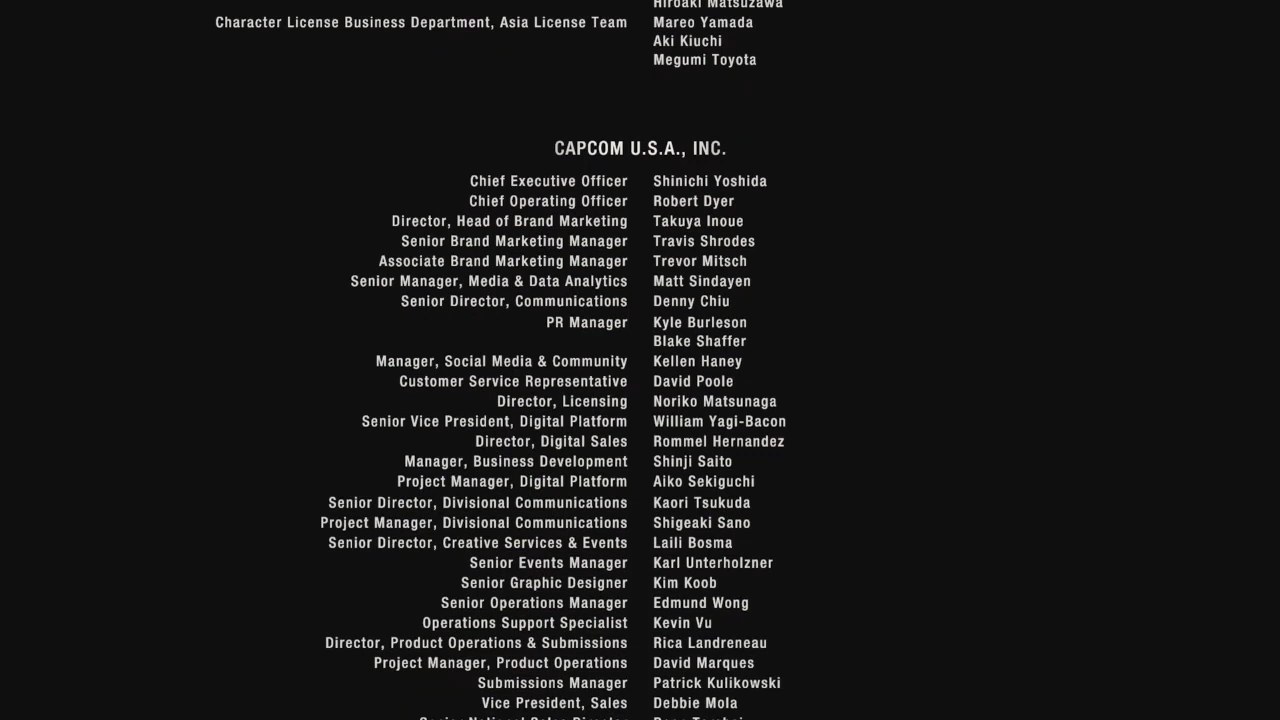 Hiroaki Matsuzawa
Character License Business Department, Asia License Team Mareo Yamada
Aki Kiuchi
Megumi Toyota
CAPCOM U.S.A., INC.
Chief Executive Officer Shinichi Yoshida
Chief Operating Officer Robert Dyer
Director, Head of Brand Marketing Takuya Inoue
Senior Brand Marketing Manager Travis Shrodes
Associate Brand Marketing Manager Trevor Mitsch
Senior Manager, Media & Data Analytics Matt Sindayen
Senior Director, Communications Denny Chiu
PR Manager Kyle Burleson
Blake Shaffer
Manager, Social Media & Community Kellen Haney
Customer Service Representative David Poole
Director, Licensing Noriko Matsunaga
Senior Vice President, Digital Platform William Yagi-Bacon
Director, Digital Sales Rommel Hernandez
Manager, Business Development Shinji Saito
Project Manager, Digital Platform Aiko Sekiguchi
Senior Director, Divisional Communications Kaori Tsukuda
Project Manager, Divisional Communications Shigeaki Sano
Senior Director, Creative Services & Events Laili Bosma
Senior Events Manager Karl Unterholzner
Senior Graphic Designer Kim Koob
Senior Operations Manager Edmund Wong
Operations Support Specialist Kevin Vu
Director, Product Operations & Submissions Rica Landreneau
Project Manager, Product Operations David Marques
Submissions Manager Patrick Kulikowski
Vice President, Sales Debbie Mola
Senior National Sales Director